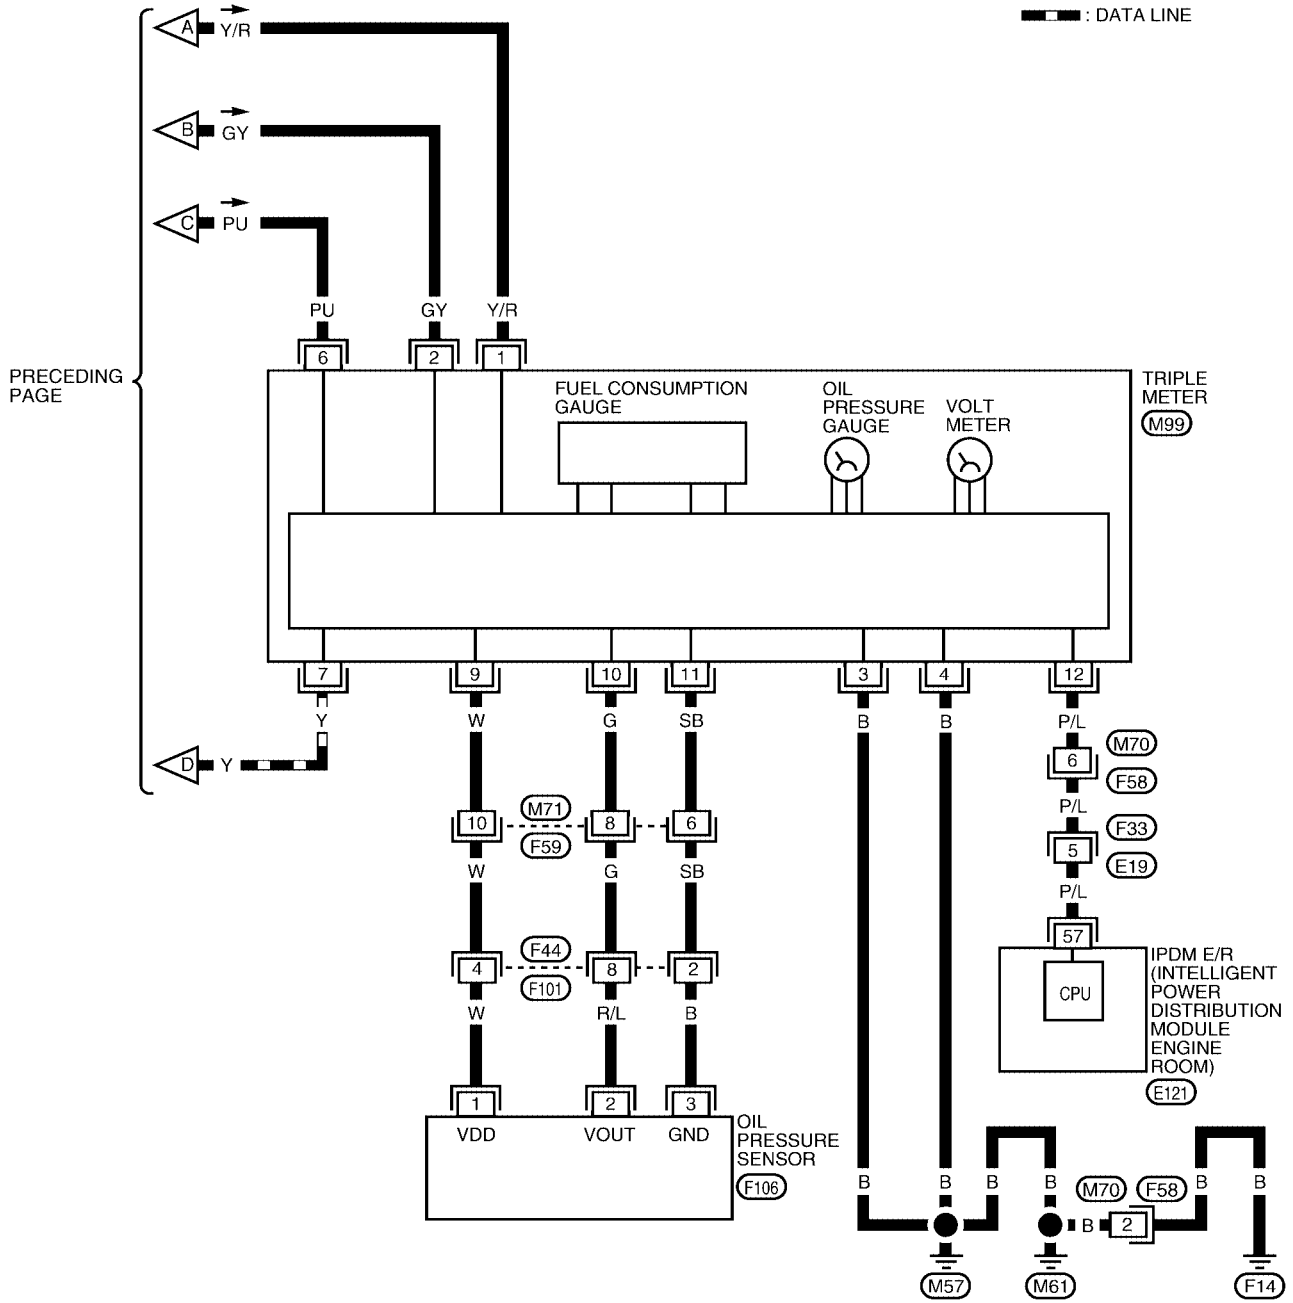 : DATA LINE
A Y/R
B GY
C PU
PU GY Y/R
6 2 1
PRECEDING
PAGE
TRIPLE
METER
M99
FUEL CONSUMPTION
GAUGE
OIL
PRESSURE
GAUGE
VOLT
METER
7 9 10 11 3 4 12
Y W G SB B B P/L
D Y
6 M70
F58
P/L
5 F33
E19
P/L
57
10 M71 8 6
F59
W G SB
4 F44 8 2
F101
W R/L B
1 2 3
VDD VOUT GND
OIL
PRESSURE
SENSOR
F106
CPU
IPDM E/R
(INTELLIGENT
POWER
DISTRIBUTION
MODULE
ENGINE
ROOM)
E121
B B B B M70 F58 B B
B 2
M57 M61 F14